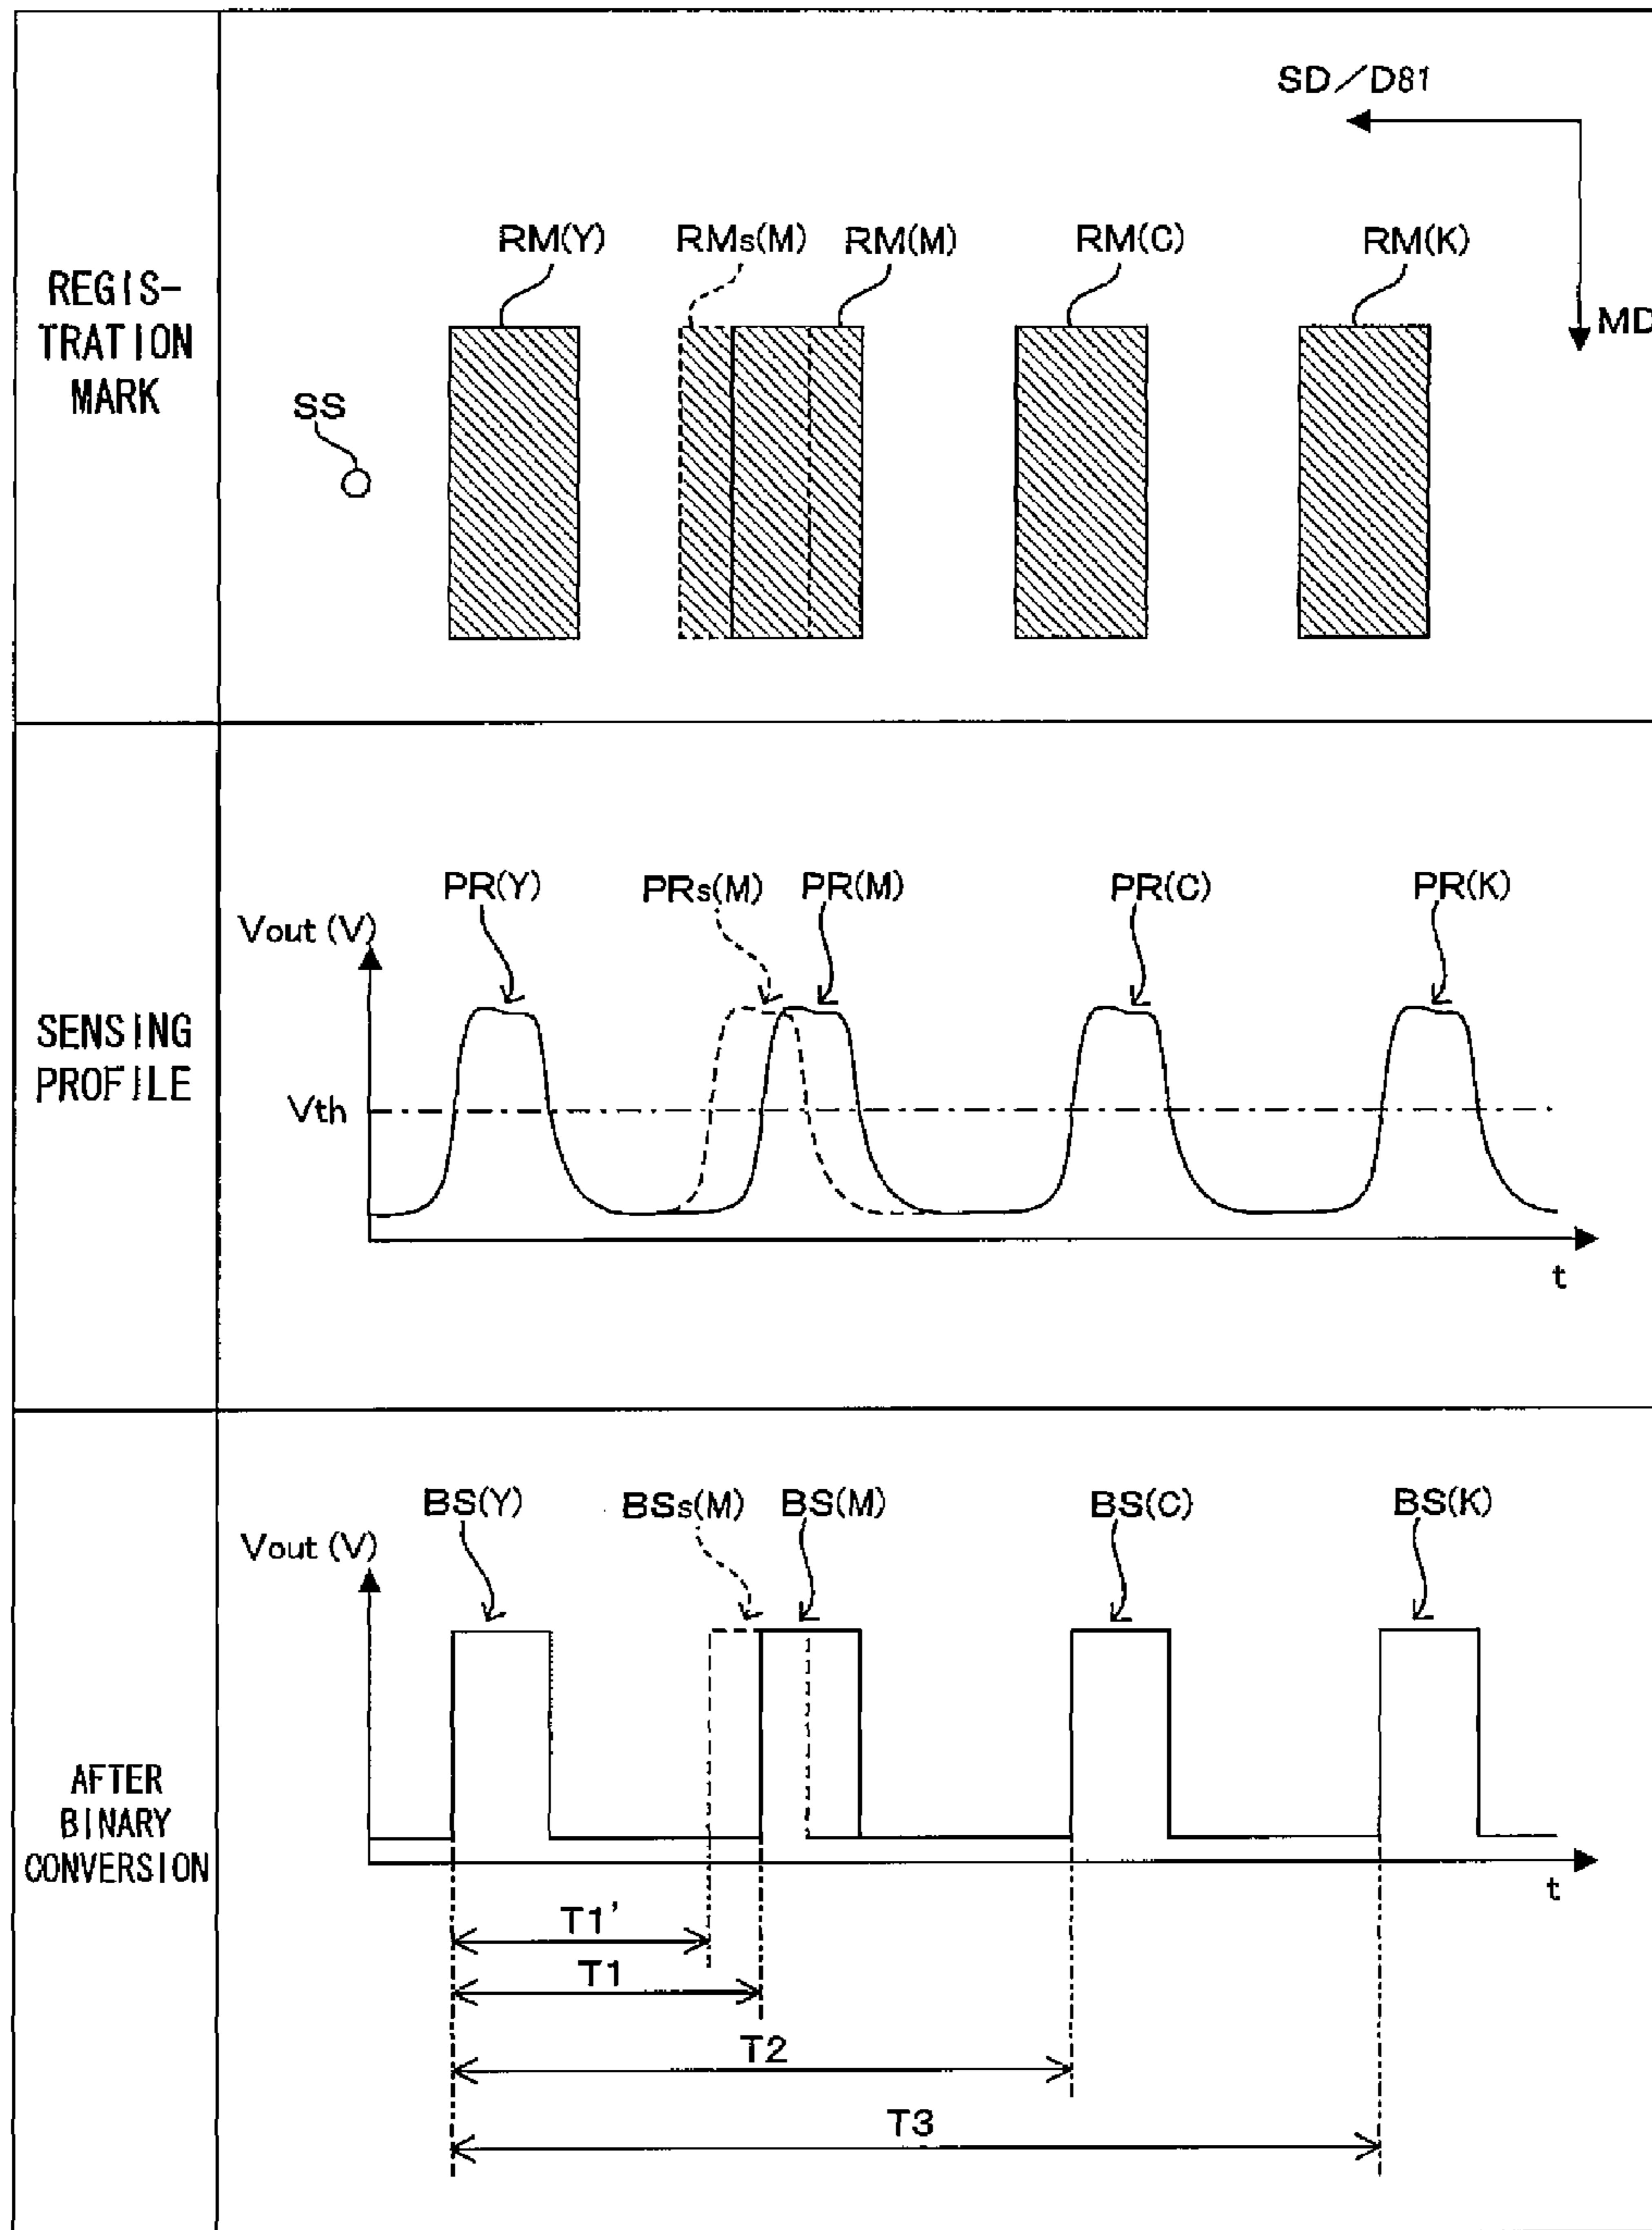 REGIS-
TRATION
MARK
SD/D81
MD
SS
RM(Y)
RMs(M)
RM(M)
RM(C)
RM(K)
SENSING
PROFILE
Vout (V)
Vth
PR(Y)
PRs(M)
PR(M)
PR(C)
PR(K)
t
AFTER
BINARY
CONVERSION
Vout (V)
BS(Y)
BSs(M)
BS(M)
BS(C)
BS(K)
t
T1'
T1
T2
T3